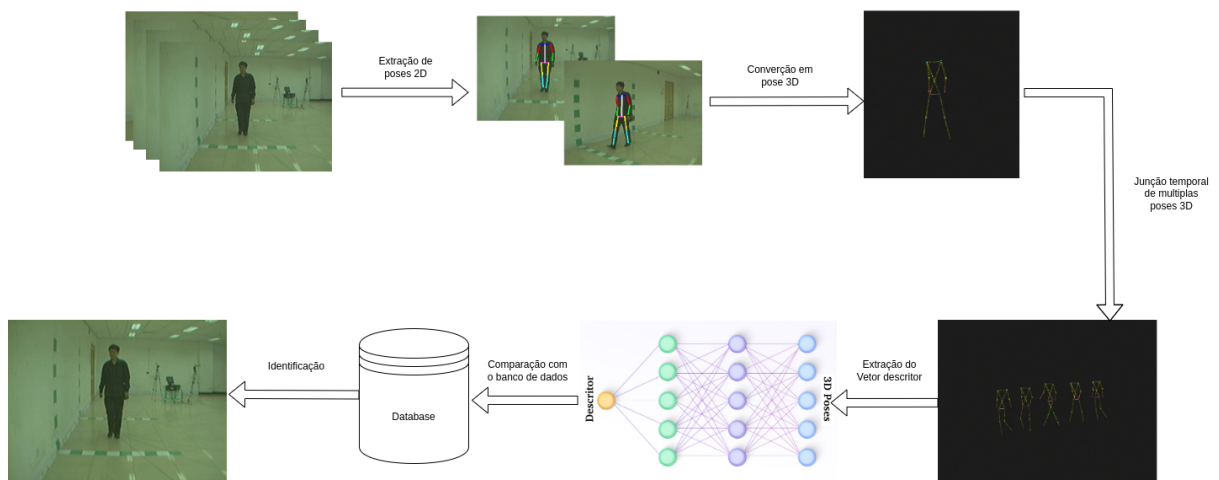 Extração de
poses 2D
Converção em
pose 3D
Junção temporal
de multiplas
poses 3D
Extração do
Vetor descritor
3D Poses
Descritor
Comparação com
o banco de dados
Database
Identificação